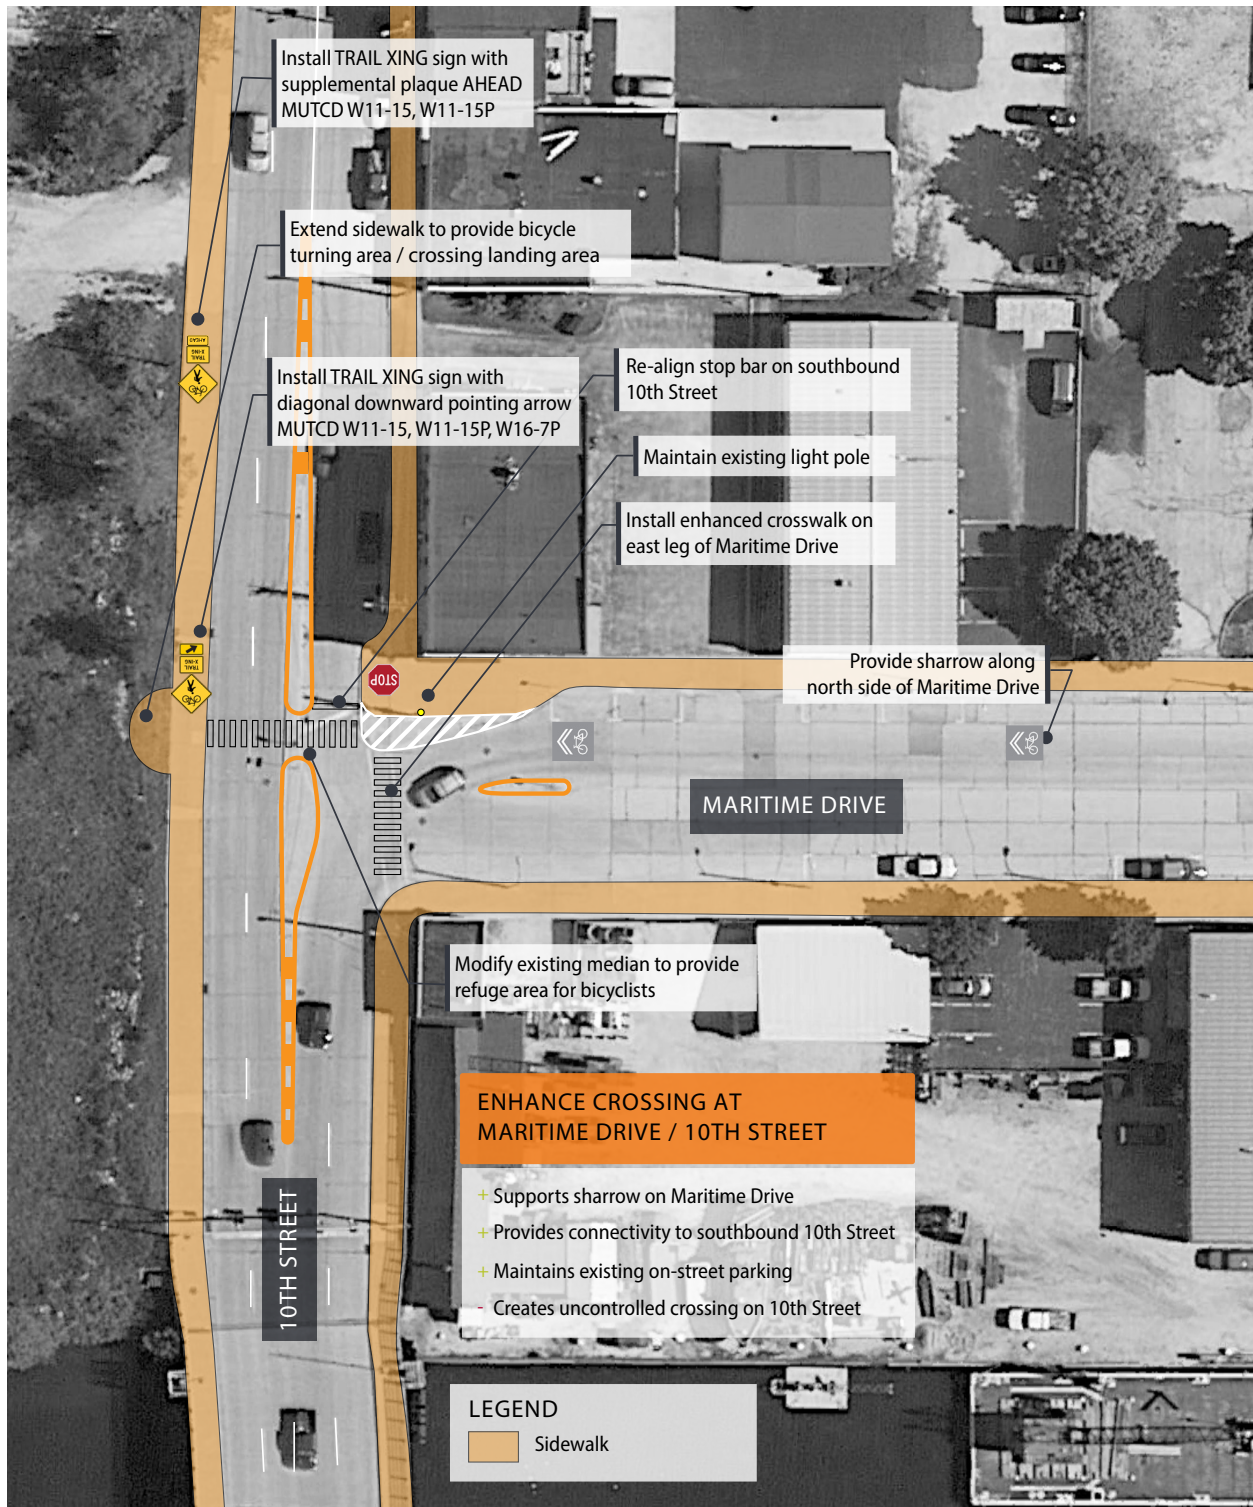 Install TRAIL XING sign with
supplemental plaque AHEAD
MUTCD W11-15, W11-15P
Extend sidewalk to provide bicycle
turning area / crossing landing area
AHEAD
TRAIL
X-ING
Install TRAIL XING sign with
diagonal downward pointing arrow
MUTCD W11-15, W11-15P, W16-7P
Re-align stop bar on southbound
10th Street
Maintain existing light pole
Install enhanced crosswalk on
east leg of Maritime Drive
TRAIL
X-ING
STOP
Provide sharrow along
north side of Maritime Drive
MARITIME DRIVE
Modify existing median to provide
refuge area for bicyclists
10TH STREET
ENHANCE CROSSING AT
MARITIME DRIVE / 10TH STREET
+ Supports sharrow on Maritime Drive
+ Provides connectivity to southbound 10th Street
+ Maintains existing on-street parking
- Creates uncontrolled crossing on 10th Street
LEGEND
Sidewalk